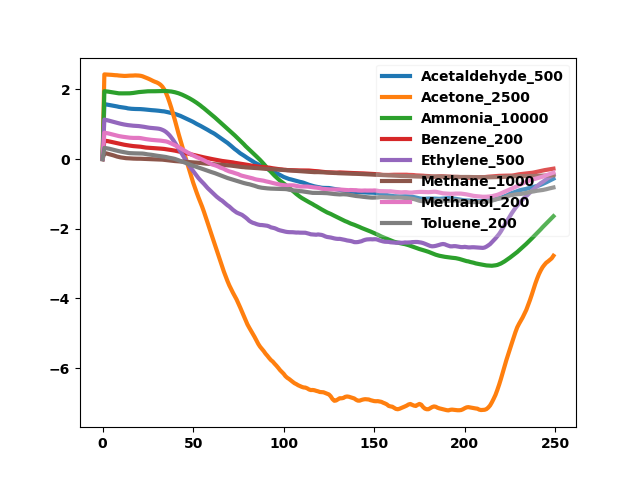 Acetaldehyde_500
Acetone_2500
Ammonia_10000
Benzene_200
Ethylene_500
Methane_1000
Methanol_200
Toluene_200
2
0
−2
−4
−6
0 50 100 150 200 250